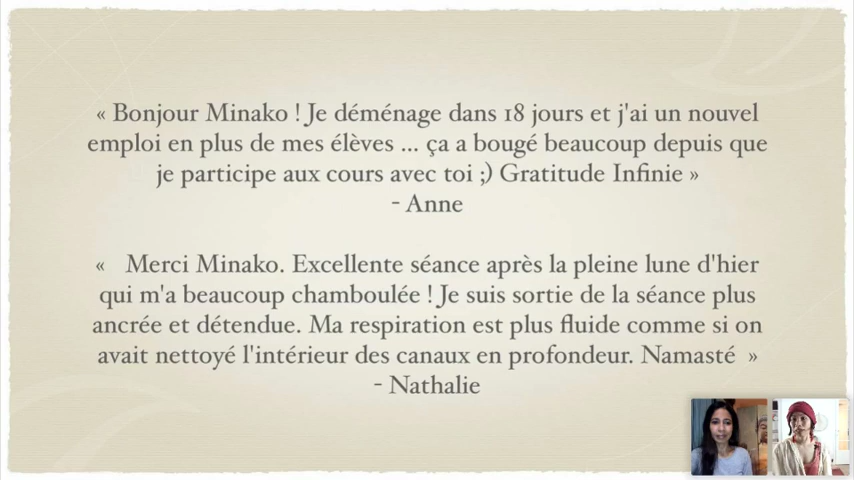 « Bonjour Minako ! Je déménage dans 18 jours et j'ai un nouvel
emploi en plus de mes élèves ... ça a bougé beaucoup depuis que
je participe aux cours avec toi ;) Gratitude Infinie »
- Anne
« Merci Minako. Excellente séance après la pleine lune d'hier
qui m'a beaucoup chamboulée ! Je suis sortie de la séance plus
ancrée et détendue. Ma respiration est plus fluide comme si on
avait nettoyé l'intérieur des canaux en profondeur. Namasté »
- Nathalie